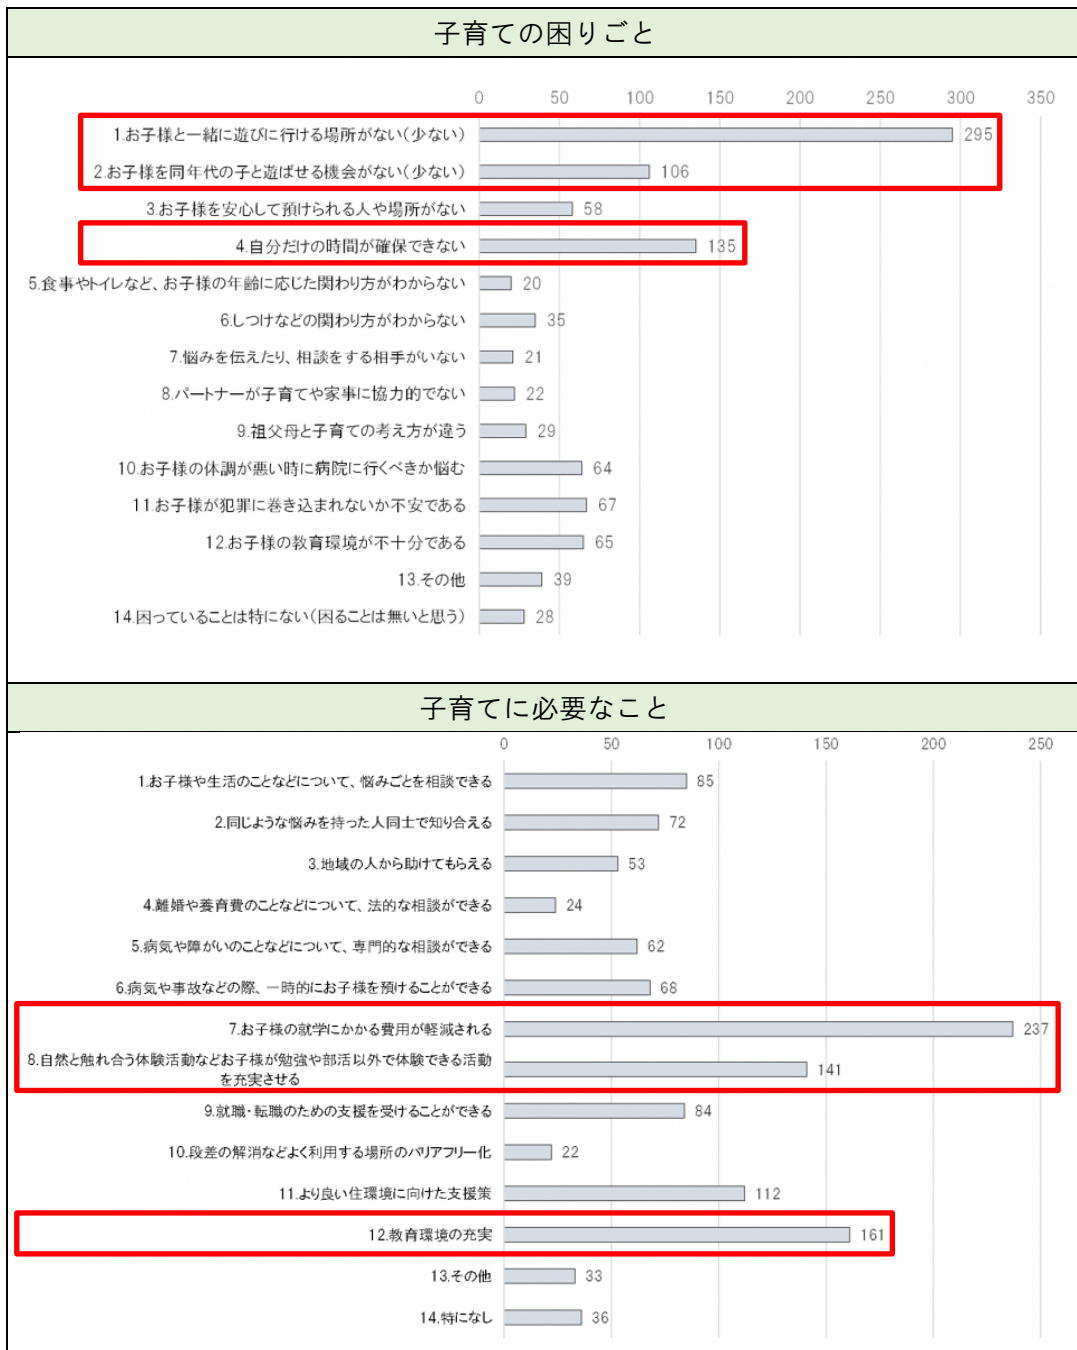 子育ての困りごと
0 50 100 150 200 250 300 350
1.お子様と一緒に遊びに行ける場所がない(少ない) 295
2.お子様を同年代の子と遊ばせる機会がない(少ない) 106
3.お子様を安心して預けられる人や場所がない 58
4.自分だけの時間が確保できない 135
5.食事やトイレなど、お子様の年齢に応じた関わり方がわからない 20
6.しつけなどの関わり方がわからない 35
7.悩みを伝えたり、相談をする相手がいない 21
8.パートナーが子育てや家事に協力的でない 22
9.祖父母と子育ての考え方が違う 29
10.お子様の体調が悪い時に病院に行くべきか悩む 64
11.お子様が犯罪に巻き込まれないか不安である 67
12.お子様の教育環境が不十分である 65
13.その他 39
14.困っていることは特にない(困ることは無いと思う) 28
子育てに必要なこと
0 50 100 150 200 250
1.お子様や生活のことなどについて、悩みごとを相談できる 85
2.同じような悩みを持った人同士で知り合える 72
3.地域の人から助けてもらえる 53
4.離婚や養育費のことなどについて、法的な相談ができる 24
5.病気や障がいのことなどについて、専門的な相談ができる 62
6.病気や事故などの際、一時的にお子様を預けることができる 68
7.お子様の就学にかかる費用が軽減される 237
8.自然と触れ合う体験活動などお子様が勉強や部活以外で体験できる活動
を充実させる 141
9.就職・転職のための支援を受けることができる 84
10.段差の解消などよく利用する場所のバリアフリー化 22
11.より良い住環境に向けた支援策 112
12.教育環境の充実 161
13.その他 33
14.特になし 36